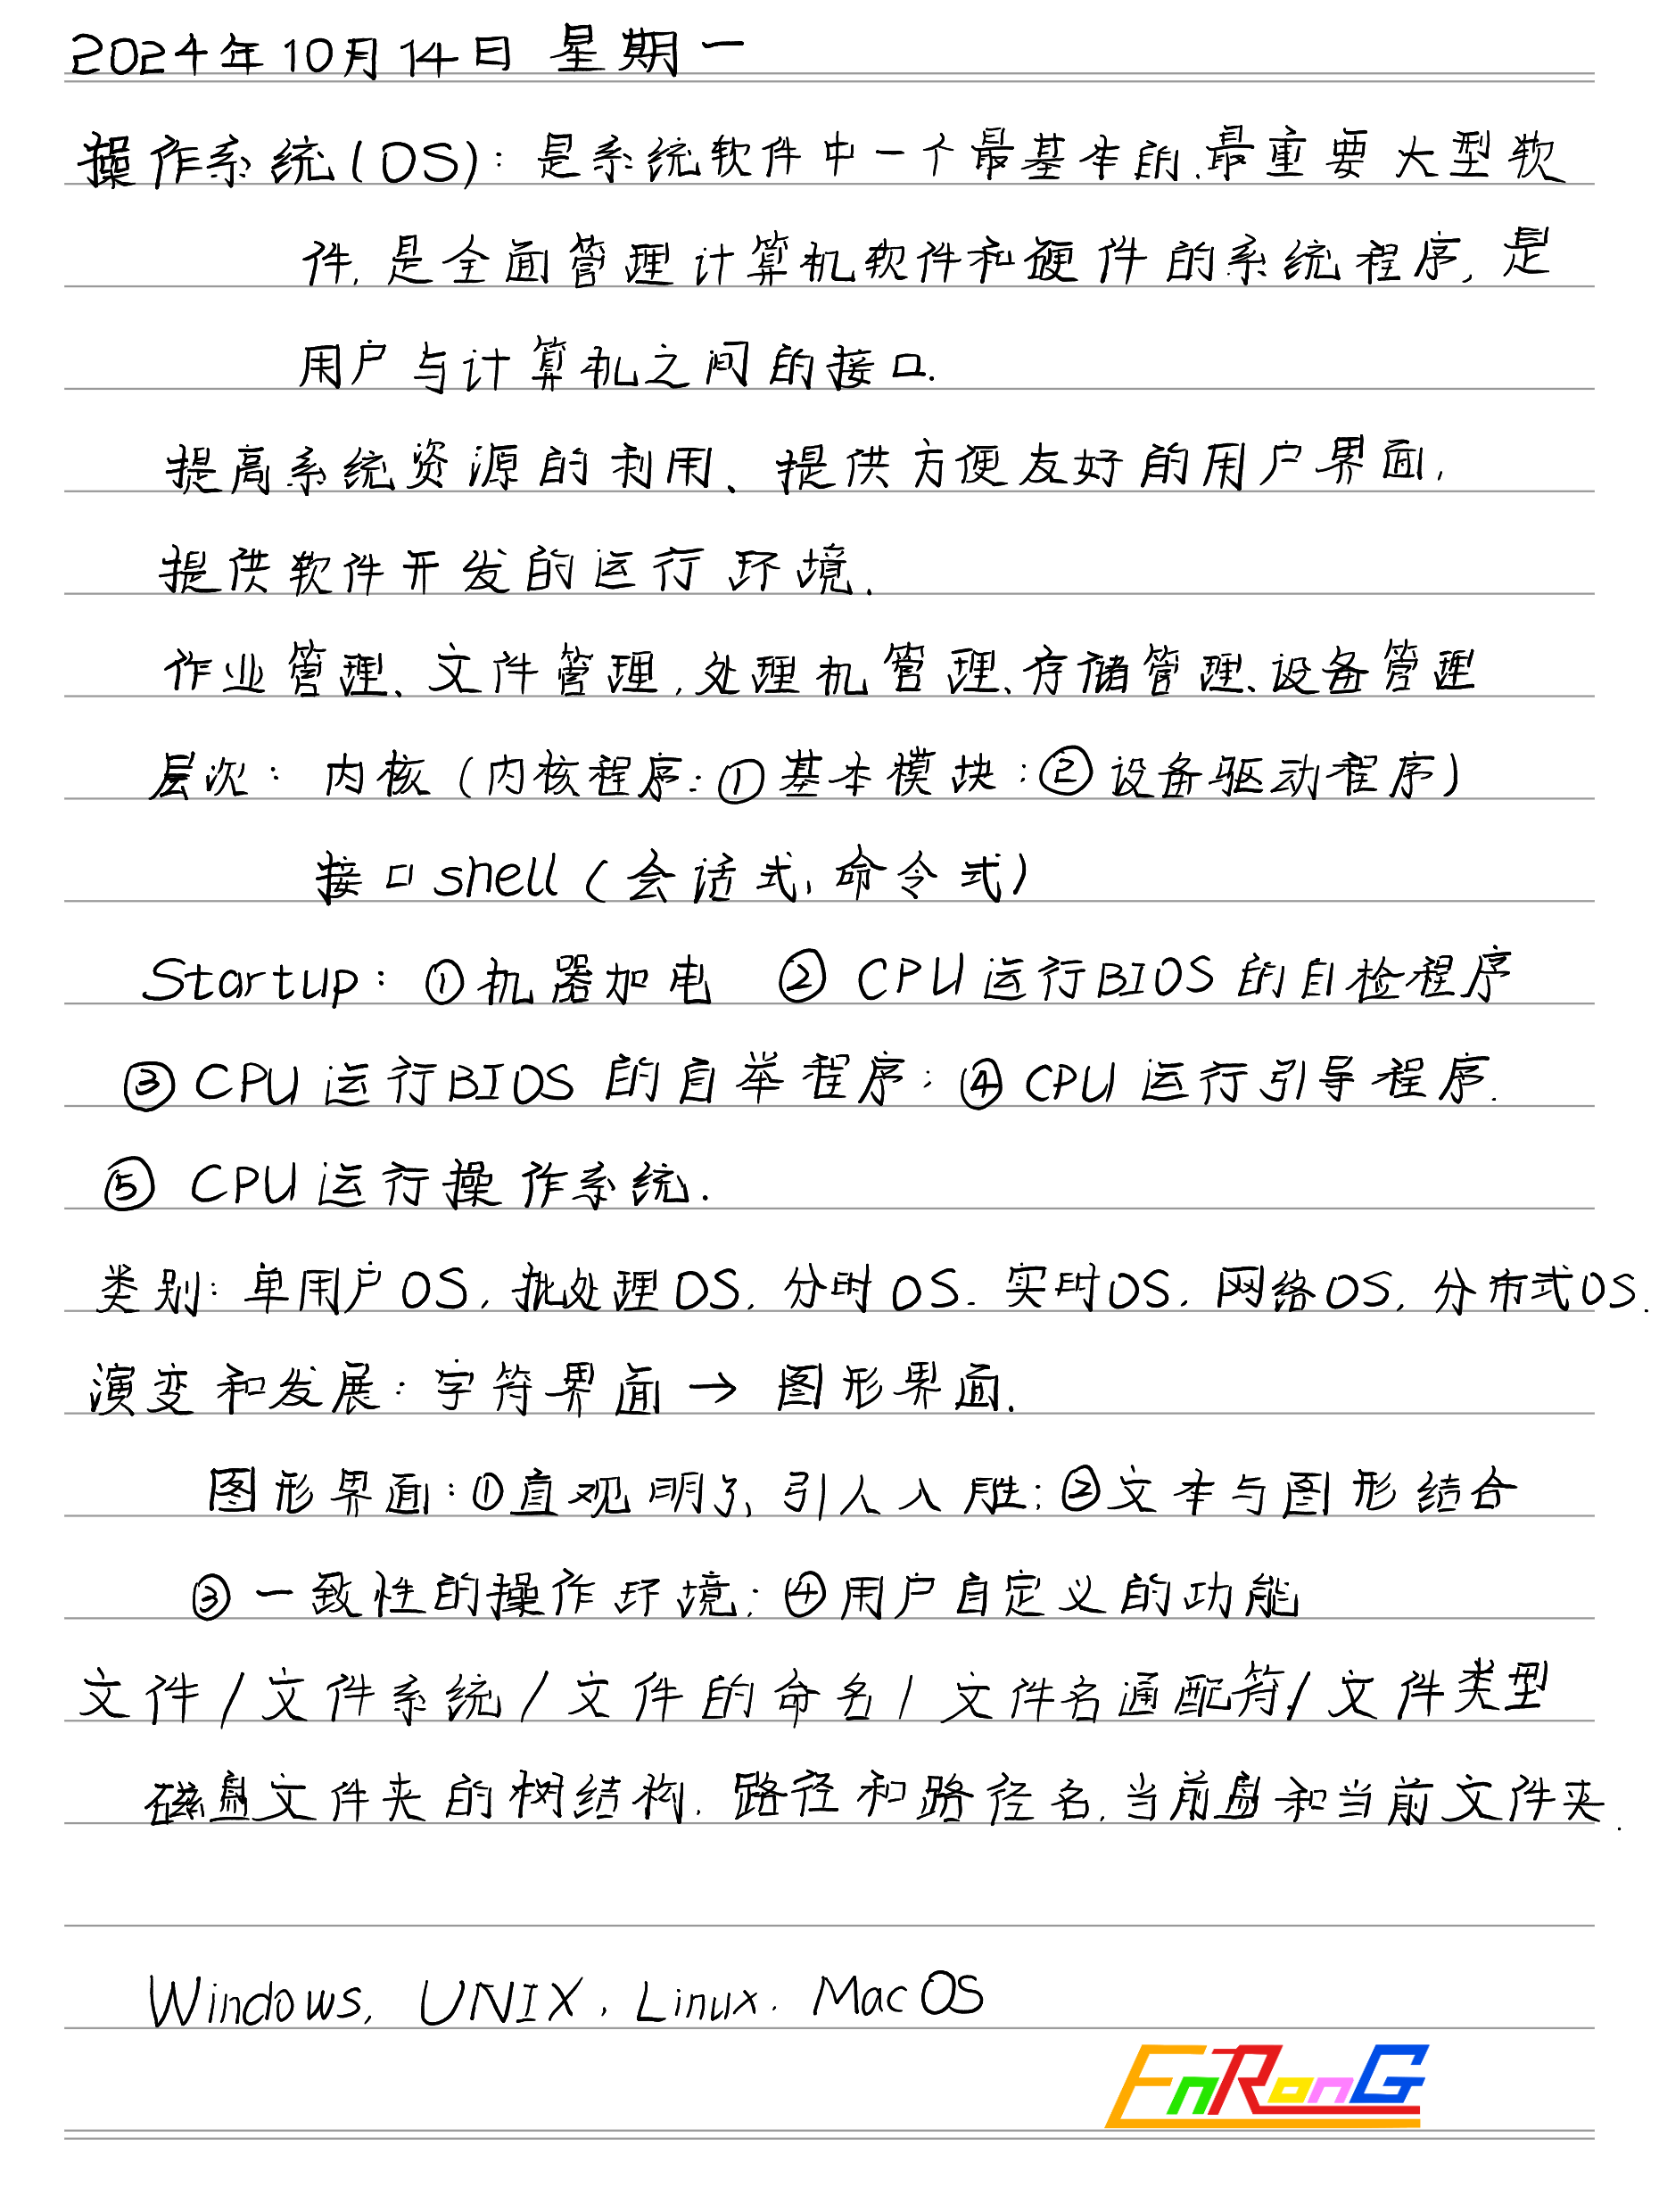 2024年10月14日 星期一
操作系统(OS): 是系统软件中一个最基本的、最重要大型软
件, 是全面管理计算机软件和硬件的系统程序, 是
用户与计算机之间的接口.
提高系统资源的利用、提供方便友好的用户界面,
提供软件开发的运行环境.
作业管理、文件管理,处理机管理、存储管理、设备管理
层次: 内核 (内核程序: ①基本模块; ②设备驱动程序)
接口 shell (会话式, 命令式)
Startup: ①机器加电 ② CPU运行BIOS的自检程序
③ CPU运行BIOS的自举程序; ④ CPU运行引导程序.
⑤ CPU运行操作系统.
类别: 单用户OS, 批处理OS, 分时OS. 实时OS, 网络OS, 分布式OS.
演变和发展: 字符界面 → 图形界面.
图形界面: ①直观明了, 引人入胜; ②文本与图形结合
③一致性的操作环境; ④用户自定义的功能
文件/文件系统/文件的命名/文件名通配符/文件类型
磁盘文件夹的树结构. 路径和路径名, 当前盘和当前文件夹.
Windows, UNIX, Linux. MacOS
EnRonG